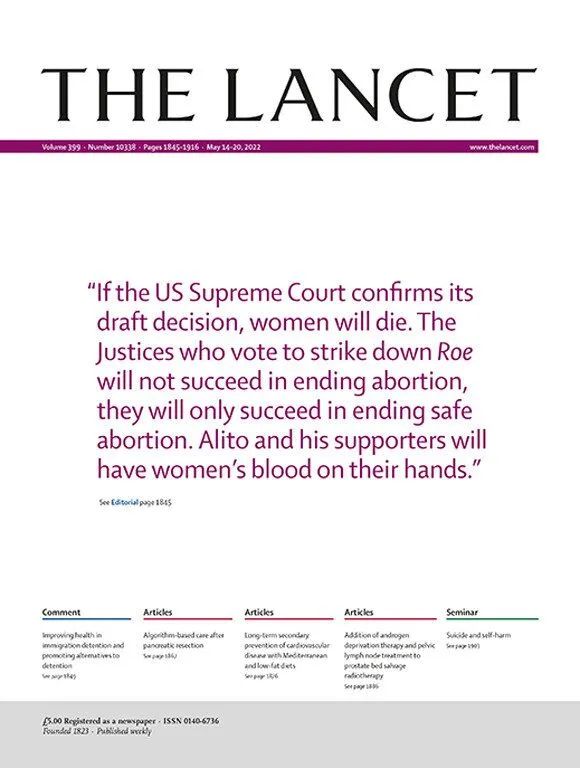 THE LANCET
Volume 399 · Number 10338 · Pages 1845–1916 · May 14–20, 2022 www.thelancet.com
“If the US Supreme Court confirms its
draft decision, women will die. The
Justices who vote to strike down Roe
will not succeed in ending abortion,
they will only succeed in ending safe
abortion. Alito and his supporters will
have women’s blood on their hands.”
See Editorial page 1845
Comment
Improving health in
immigration detention and
promoting alternatives to
detention
See page 1849
Articles
Algorithm-based care after
pancreatic resection
See page 1867
Articles
Long-term secondary
prevention of cardiovascular
disease with Mediterranean
and low-fat diets
See page 1876
Articles
Addition of androgen
deprivation therapy and pelvic
lymph node treatment to
prostate bed salvage
radiotherapy
See page 1886
Seminar
Suicide and self-harm
See page 1903
£5.00 Registered as a newspaper · ISSN 0140-6736
Founded 1823 · Published weekly